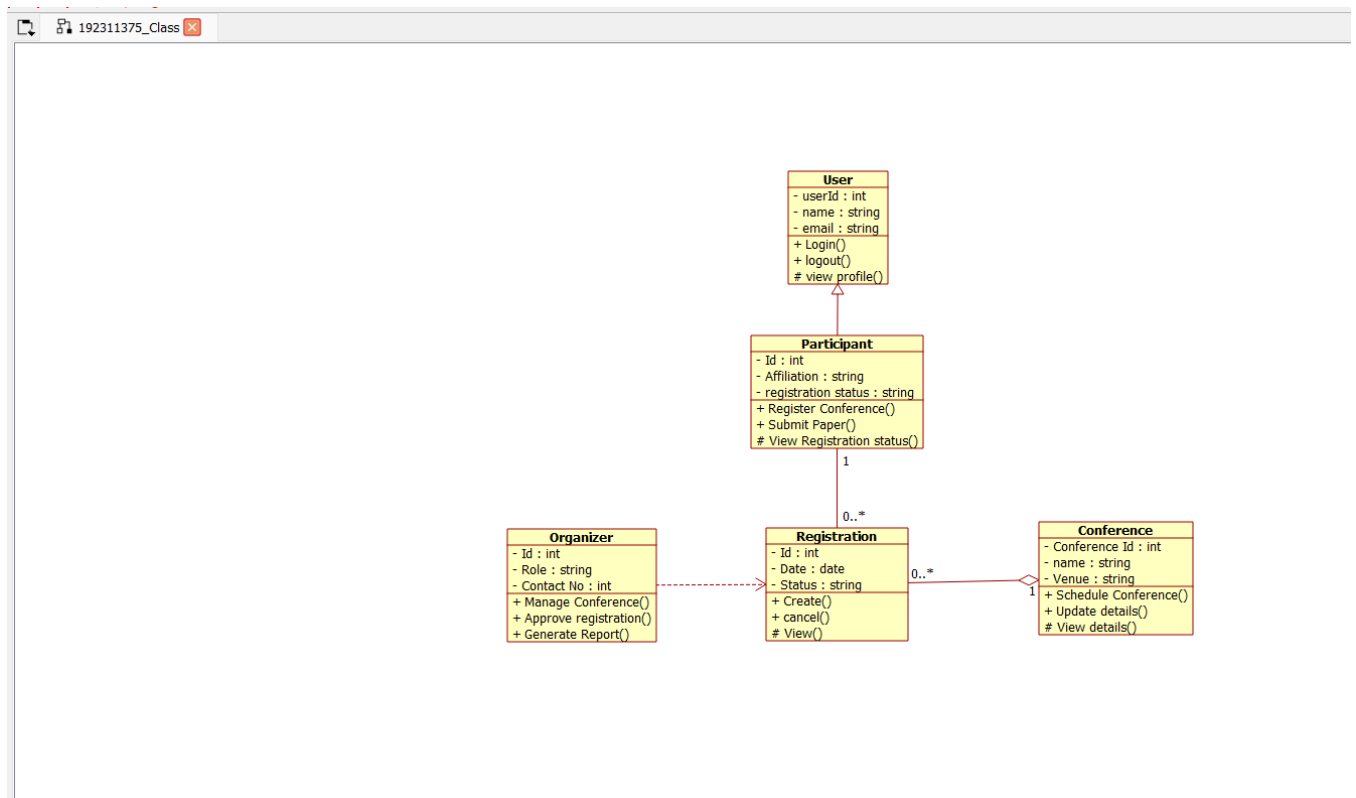 192311375_Class
User
- userId : int
- name : string
- email : string
+ Login()
+ logout()
# view profile()
Participant
- Id : int
- Affiliation : string
- registration status : string
+ Register Conference()
+ Submit Paper()
# View Registration status()
1
0..*
Organizer
- Id : int
- Role : string
- Contact No : int
+ Manage Conference()
+ Approve registration()
+ Generate Report()
Registration
- Id : int
- Date : date
- Status : string
+ Create()
+ cancel()
# View()
0..*
1
Conference
- Conference Id : int
- name : string
- Venue : string
+ Schedule Conference()
+ Update details()
# View details()